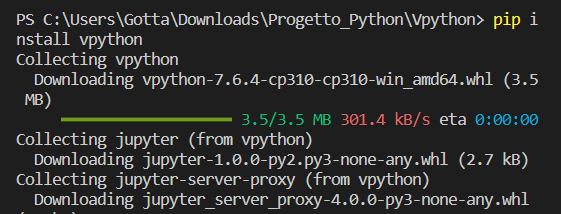 PS C:\Users\Gotta\Downloads\Progetto_Python\Vpython> pip i
nstall vpython
Collecting vpython
  Downloading vpython-7.6.4-cp310-cp310-win_amd64.whl (3.5
 MB)
3.5/3.5 MB 301.4 kB/s eta 0:00:00
Collecting jupyter (from vpython)
  Downloading jupyter-1.0.0-py2.py3-none-any.whl (2.7 kB)
Collecting jupyter-server-proxy (from vpython)
  Downloading jupyter_server_proxy-4.0.0-py3-none-any.whl